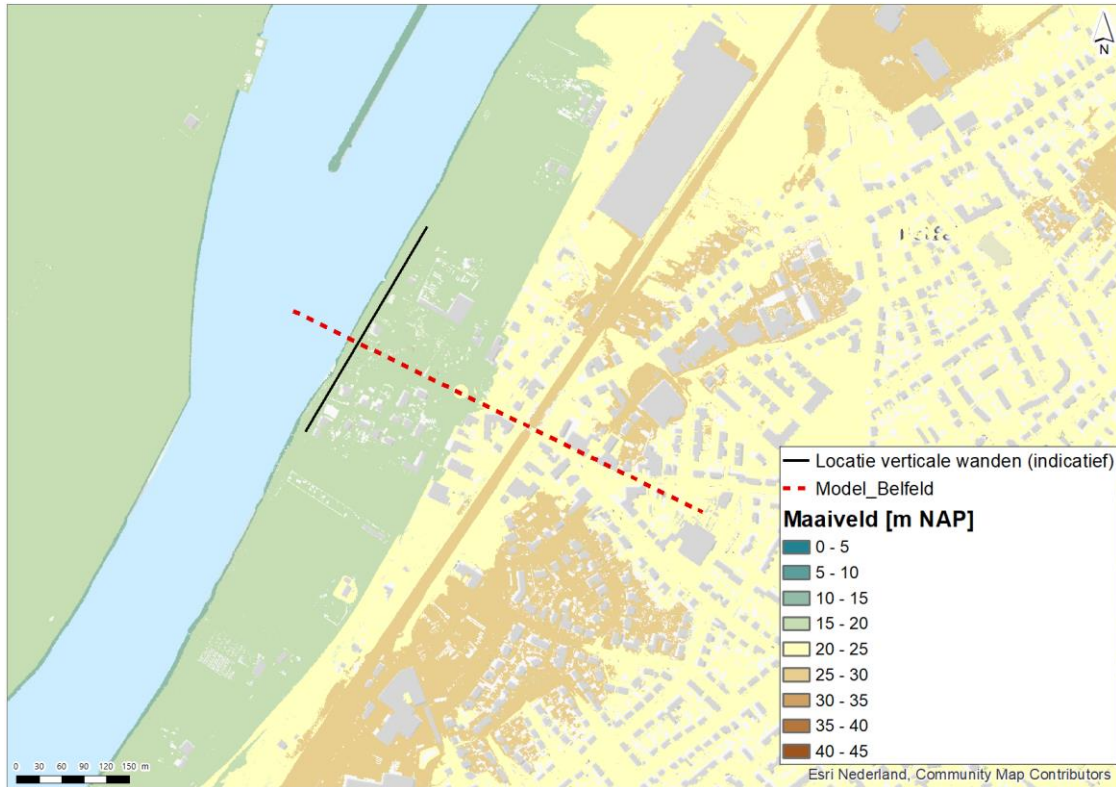 N
Locatie verticale wanden (indicatief)
Model_Belfeld
Maaiveld [m NAP]
0 - 5
5 - 10
10 - 15
15 - 20
20 - 25
25 - 30
30 - 35
35 - 40
40 - 45
0 30 60 90 120 150 m
Esri Nederland, Community Map Contributors